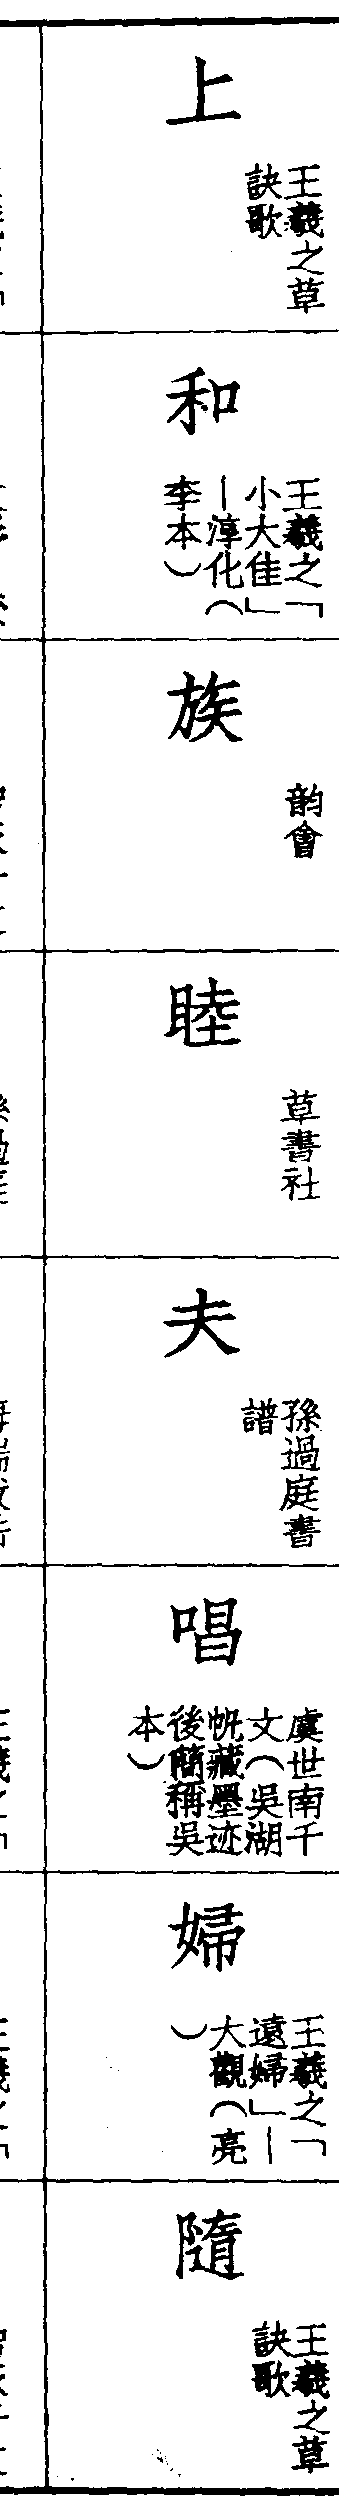 上
王羲之草
訣歌
和
王羲之「
小大佳」
—淳化（
李本）
族
韵會
睦
草書社
夫
孫過庭書
譜
唱
虞世南千
文（吳湖
帆藏墨迹
後簡稱吳
本）
婦
王羲之「
遠婦」—
大觀（亮
）
隨
王羲之草
訣歌